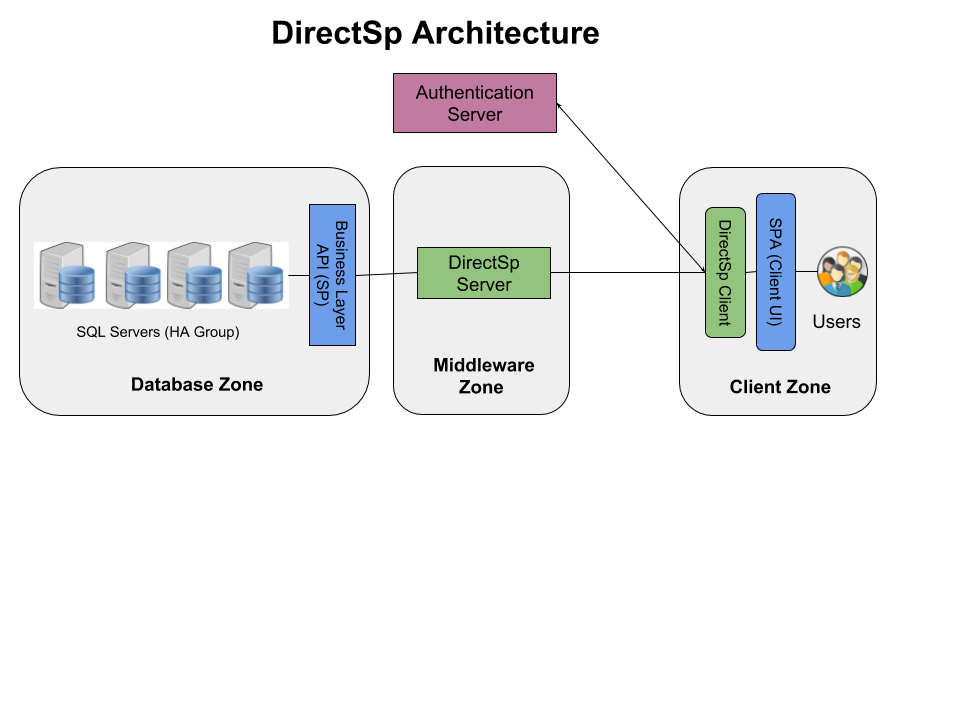 DirectSp Architecture
Authentication
Server
Business Layer
API (SP)
SQL Servers (HA Group)
Database Zone
DirectSp
Server
Middleware
Zone
DirectSp Client
SPA (Client UI)
Users
Client Zone